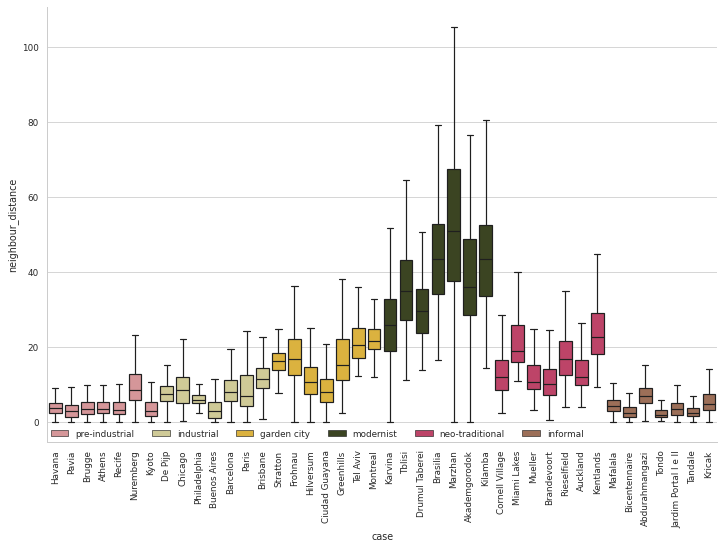 100
80
60
40
20
0
neighbour_distance
pre-industrial industrial garden city modernist neo-traditional informal
Havana
Pavia
Brugge
Athens
Recife
Nuremberg
Kyoto
De Pijp
Chicago
Philadelphia
Buenos Aires
Barcelona
Paris
Brisbane
Stratton
Frohnau
Hilversum
Ciudad Guayana
Greenhills
Tel Aviv
Montreal
Karvina
Tbilisi
Drumul Taberei
Brasilia
Marzhan
Akademgorodok
Kilamba
Cornell Village
Miami Lakes
Mueller
Brandevoort
Rieselfield
Auckland
Kentlands
Mafalala
Bicentennaire
Abdurahmangazi
Tondo
Jardim Portal I e II
Tandale
Kricak
case